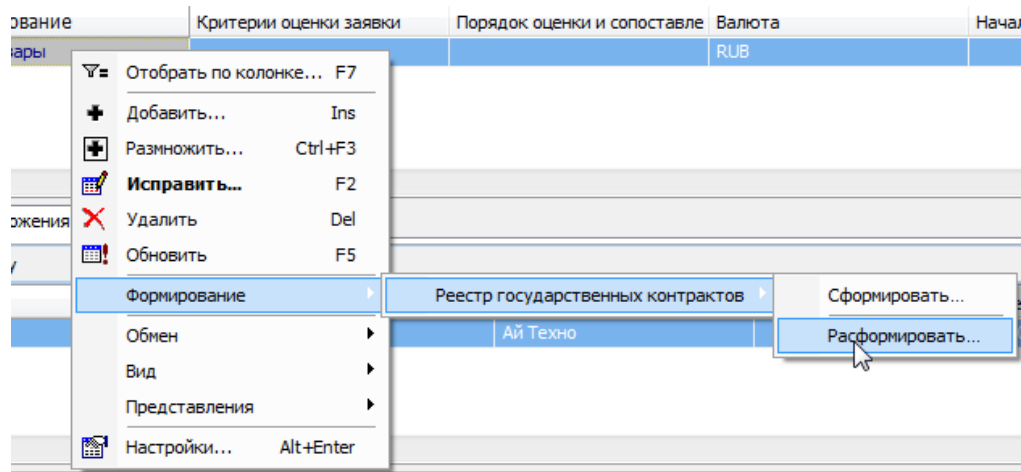 ование Критерии оценки заявки Порядок оценки и сопоставле Валюта Начал
вары RUB
Отобрать по колонке... F7
Добавить... Ins
Размножить... Ctrl+F3
Исправить... F2
ожения Удалить Del
у Обновить F5
Формирование Реестр государственных контрактов Сформировать...
Обмен Ай Техно Расформировать...
Вид
Представления
Настройки... Alt+Enter